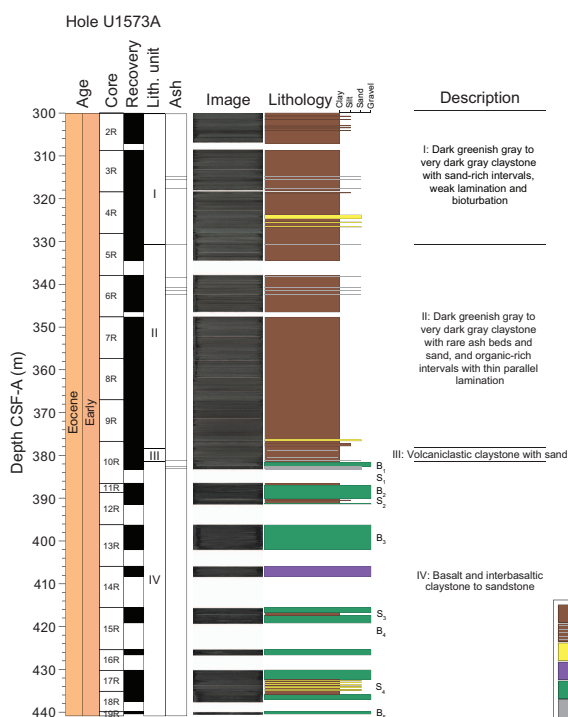 Hole U1573A
Age
Core
Recovery
Lith. unit
Ash
Image
Lithology
Clay
Silt
Sand
Gravel
Description
Depth CSF-A (m)
300
310
320
330
340
350
360
370
380
390
400
410
420
430
440
Eocene
Early
2R
3R
4R
5R
6R
7R
8R
9R
10R
11R
12R
13R
14R
15R
16R
17R
18R
19R
I
II
III
IV
B1
S1
B2
S2
B3
S3
B4
S4
I: Dark greenish gray to
very dark gray claystone
with sand-rich intervals,
weak lamination and
bioturbation
II: Dark greenish gray to
very dark gray claystone
with rare ash beds and
sand, and organic-rich
intervals with thin parallel
lamination
III: Volcaniclastic claystone with sand
IV: Basalt and interbasaltic
claystone to sandstone